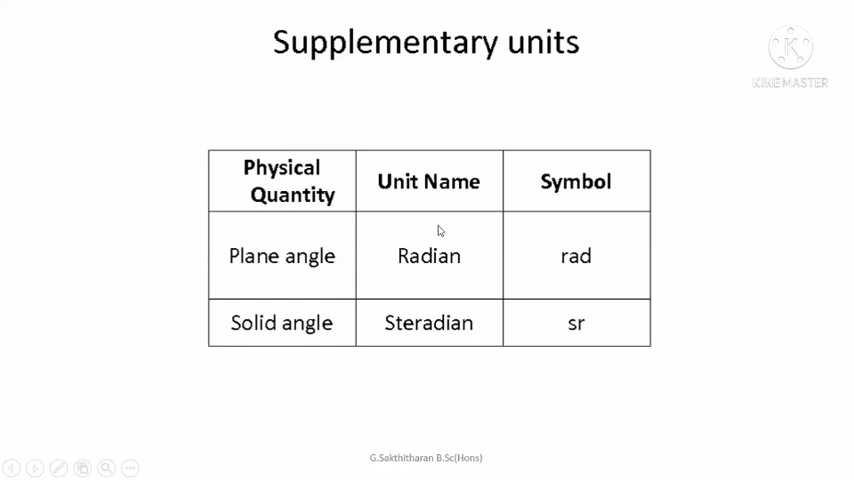 Supplementary units
KINEMASTER
Physical Quantity
Unit Name
Symbol
Plane angle
Radian
rad
Solid angle
Steradian
sr
G.Sakthitharan B.Sc(Hons)